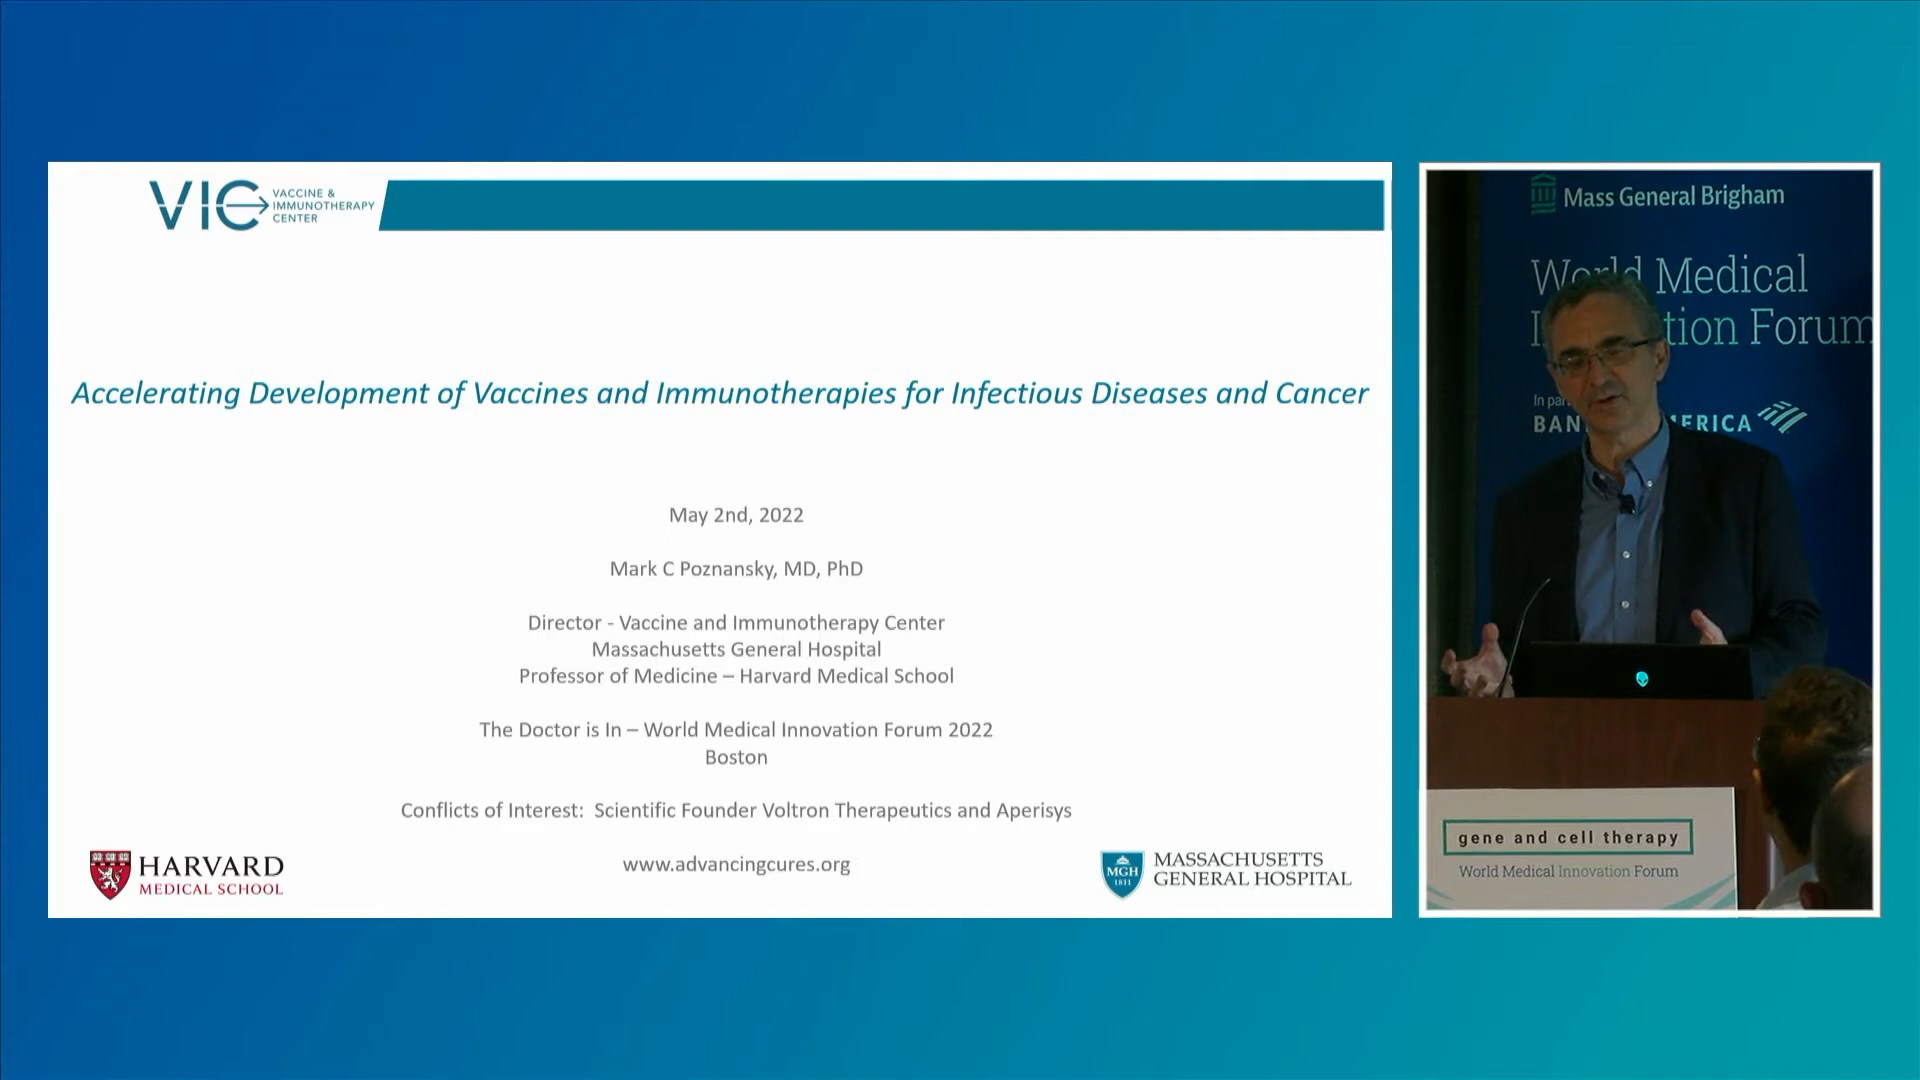 VIC VACCINE &
IMMUNOTHERAPY
CENTER
Accelerating Development of Vaccines and Immunotherapies for Infectious Diseases and Cancer
May 2nd, 2022
Mark C Poznansky, MD, PhD
Director - Vaccine and Immunotherapy Center
Massachusetts General Hospital
Professor of Medicine – Harvard Medical School
The Doctor is In – World Medical Innovation Forum 2022
Boston
Conflicts of Interest:  Scientific Founder Voltron Therapeutics and Aperisys
www.advancingcures.org
HARVARD
MEDICAL SCHOOL
MGH
1811
MASSACHUSETTS
GENERAL HOSPITAL
Mass General Brigham
World Medical
tion Forum
In par
BAN ERICA
gene and cell therapy
World Medical Innovation Forum